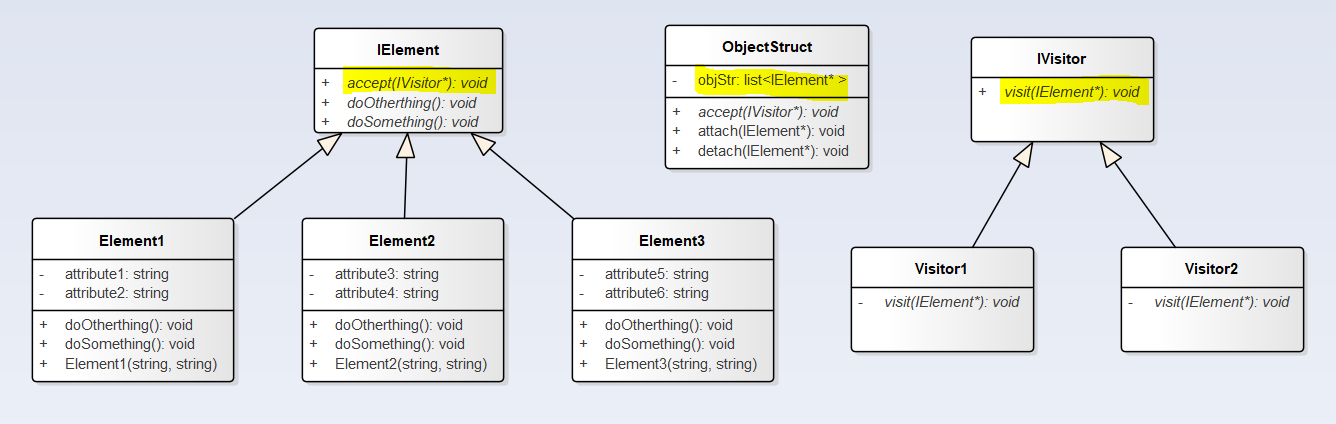 IElement
+ accept(IVisitor*): void
+ doOtherthing(): void
+ doSomething(): void
ObjectStruct
- objStr: list<IElement* >
+ accept(IVisitor*): void
+ attach(IElement*): void
+ detach(IElement*): void
IVisitor
+ visit(IElement*): void
Element1
- attribute1: string
- attribute2: string
+ doOtherthing(): void
+ doSomething(): void
+ Element1(string, string)
Element2
- attribute3: string
- attribute4: string
+ doOtherthing(): void
+ doSomething(): void
+ Element2(string, string)
Element3
- attribute5: string
- attribute6: string
+ doOtherthing(): void
+ doSomething(): void
+ Element3(string, string)
Visitor1
- visit(IElement*): void
Visitor2
- visit(IElement*): void